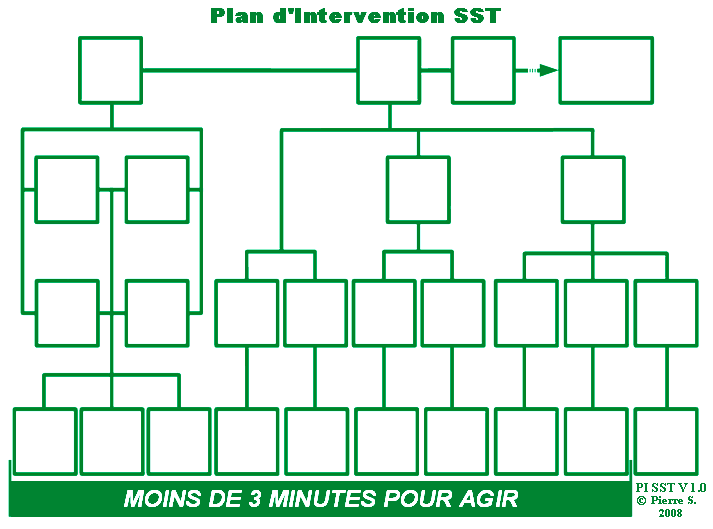 Plan d'Intervention SST
MOINS DE 3 MINUTES POUR AGIR
PI SST V 1.0
© Pierre S.
2008